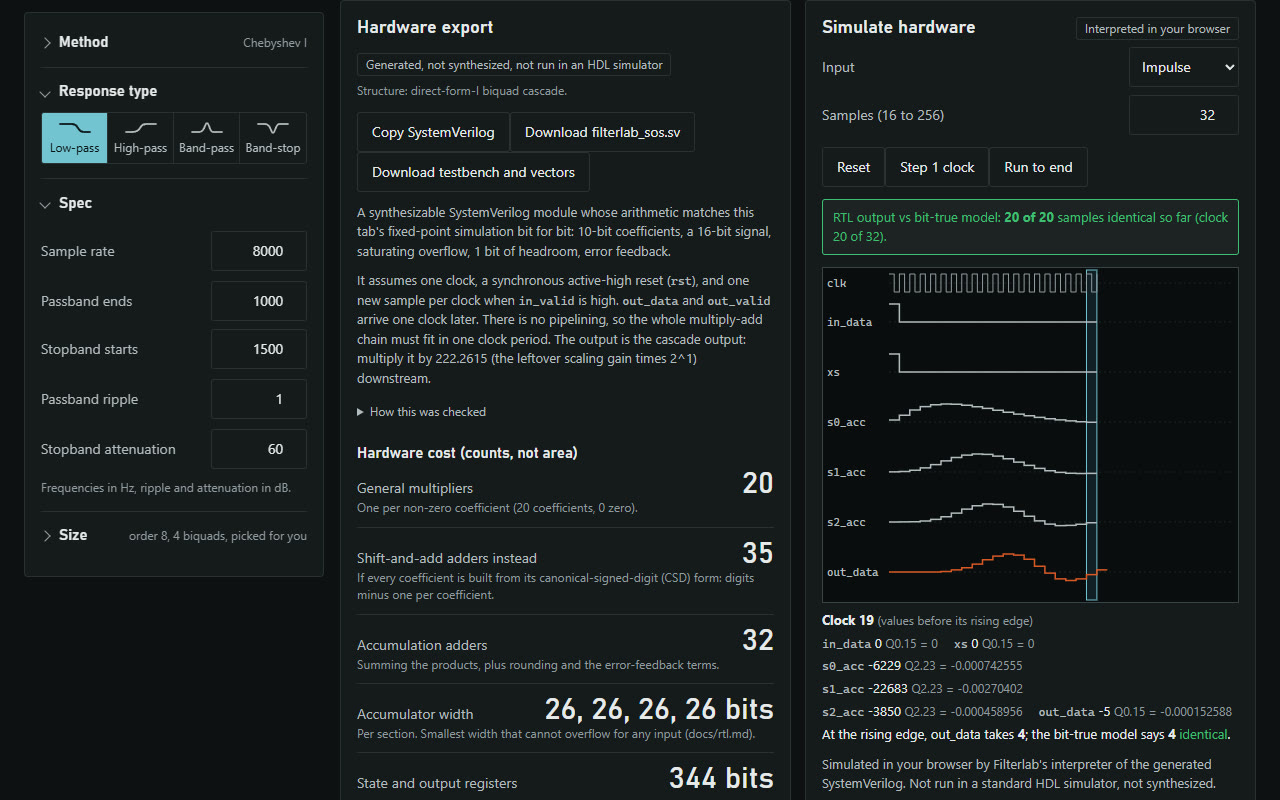 Method
Chebyshev I
Response type
Low-pass
High-pass
Band-pass
Band-stop
Spec
Sample rate
8000
Passband ends
1000
Stopband starts
1500
Passband ripple
1
Stopband attenuation
60
Frequencies in Hz, ripple and attenuation in dB.
Size
order 8, 4 biquads, picked for you
Hardware export
Generated, not synthesized, not run in an HDL simulator
Structure: direct-form-I biquad cascade.
Copy SystemVerilog
Download filterlab_sos.sv
Download testbench and vectors
A synthesizable SystemVerilog module whose arithmetic matches this
tab's fixed-point simulation bit for bit: 10-bit coefficients, a 16-bit signal,
saturating overflow, 1 bit of headroom, error feedback.
It assumes one clock, a synchronous active-high reset (rst), and one
new sample per clock when in_valid is high. out_data and out_valid
arrive one clock later. There is no pipelining, so the whole multiply-add
chain must fit in one clock period. The output is the cascade output:
multiply it by 222.2615 (the leftover scaling gain times 2^1)
downstream.
How this was checked
Hardware cost (counts, not area)
General multipliers
20
One per non-zero coefficient (20 coefficients, 0 zero).
Shift-and-add adders instead
35
If every coefficient is built from its canonical-signed-digit (CSD) form: digits
minus one per coefficient.
Accumulation adders
32
Summing the products, plus rounding and the error-feedback terms.
Accumulator width
26, 26, 26, 26 bits
Per section. Smallest width that cannot overflow for any input (docs/rtl.md).
State and output registers
344 bits
Simulate hardware
Interpreted in your browser
Input
Impulse
Samples (16 to 256)
32
Reset
Step 1 clock
Run to end
RTL output vs bit-true model: 20 of 20 samples identical so far (clock
20 of 32).
clk
in_data
xs
s0_acc
s1_acc
s2_acc
out_data
Clock 19 (values before its rising edge)
in_data 0 Q0.15 = 0 xs 0 Q0.15 = 0
s0_acc -6229 Q2.23 = -0.000742555
s1_acc -22683 Q2.23 = -0.00270402
s2_acc -3850 Q2.23 = -0.000458956 out_data -5 Q0.15 = -0.000152588
At the rising edge, out_data takes 4; the bit-true model says 4 identical.
Simulated in your browser by Filterlab's interpreter of the generated
SystemVerilog. Not run in a standard HDL simulator, not synthesized.